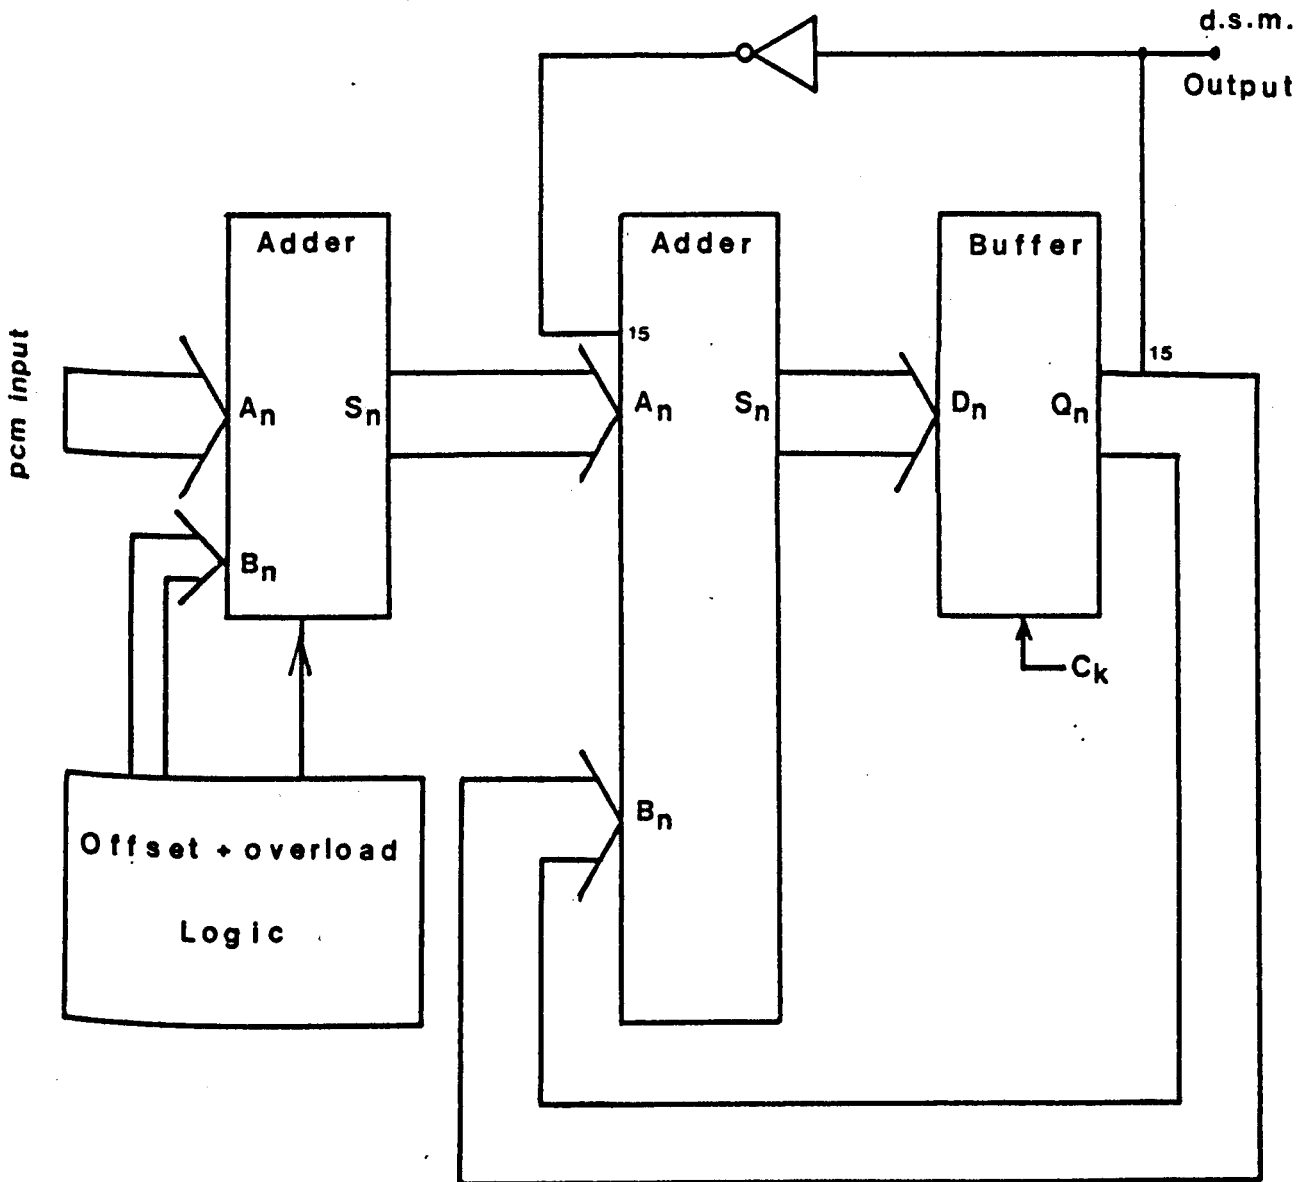 d.s.m.
Output
Adder
Adder
Buffer
15
15
pcm input
An
Sn
An
Sn
Dn
Qn
Bn
Ck
Bn
Offset + overload
Logic